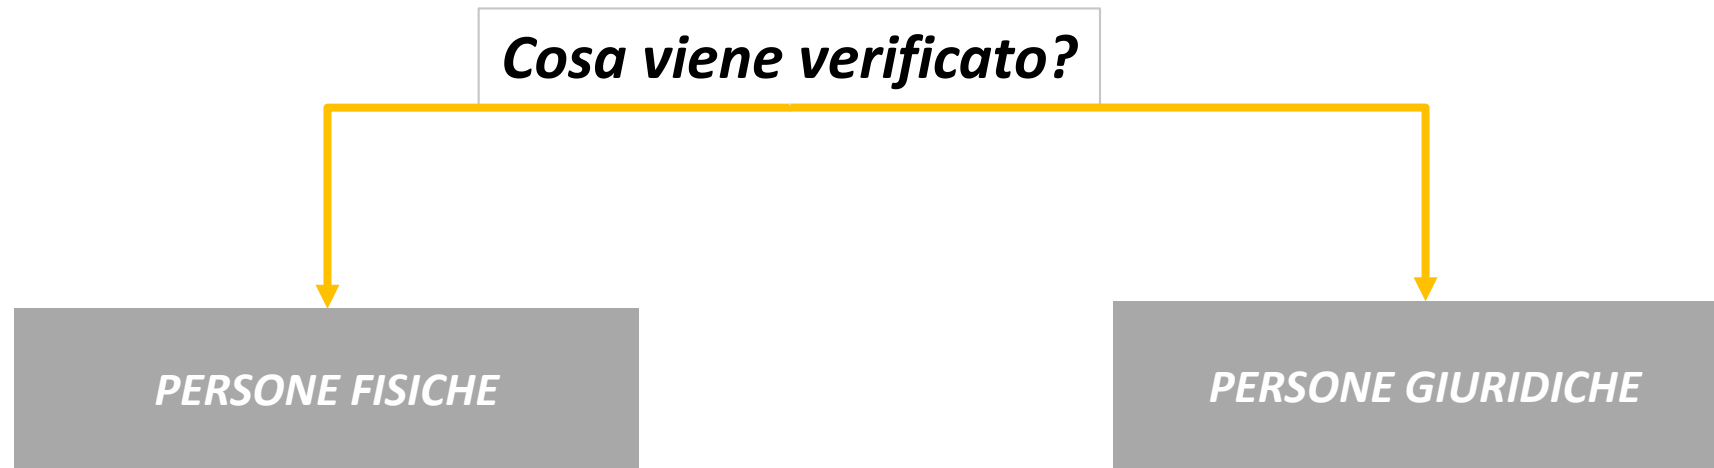 Cosa viene verificato?
PERSONE FISICHE
PERSONE GIURIDICHE